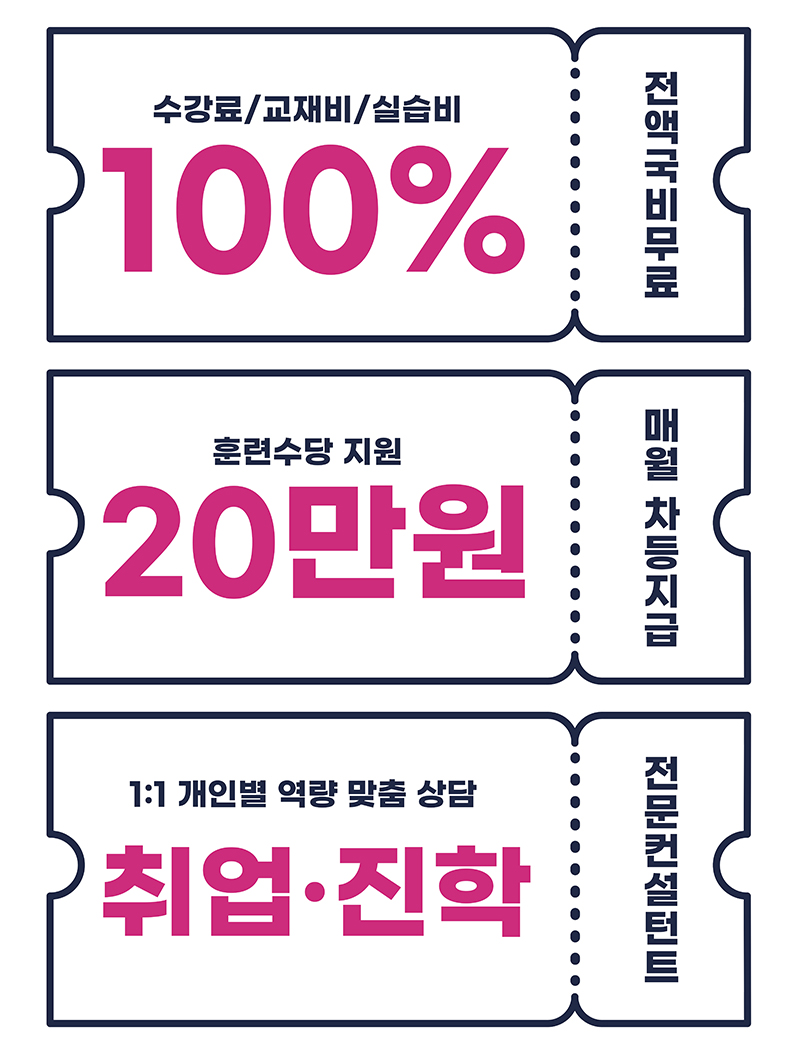 수강료/교재비/실습비
100%
전액국비무료
훈련수당 지원
20만원
매월 차등지급
1:1 개인별 역량 맞춤 상담
취업·진학
전문컨설턴트